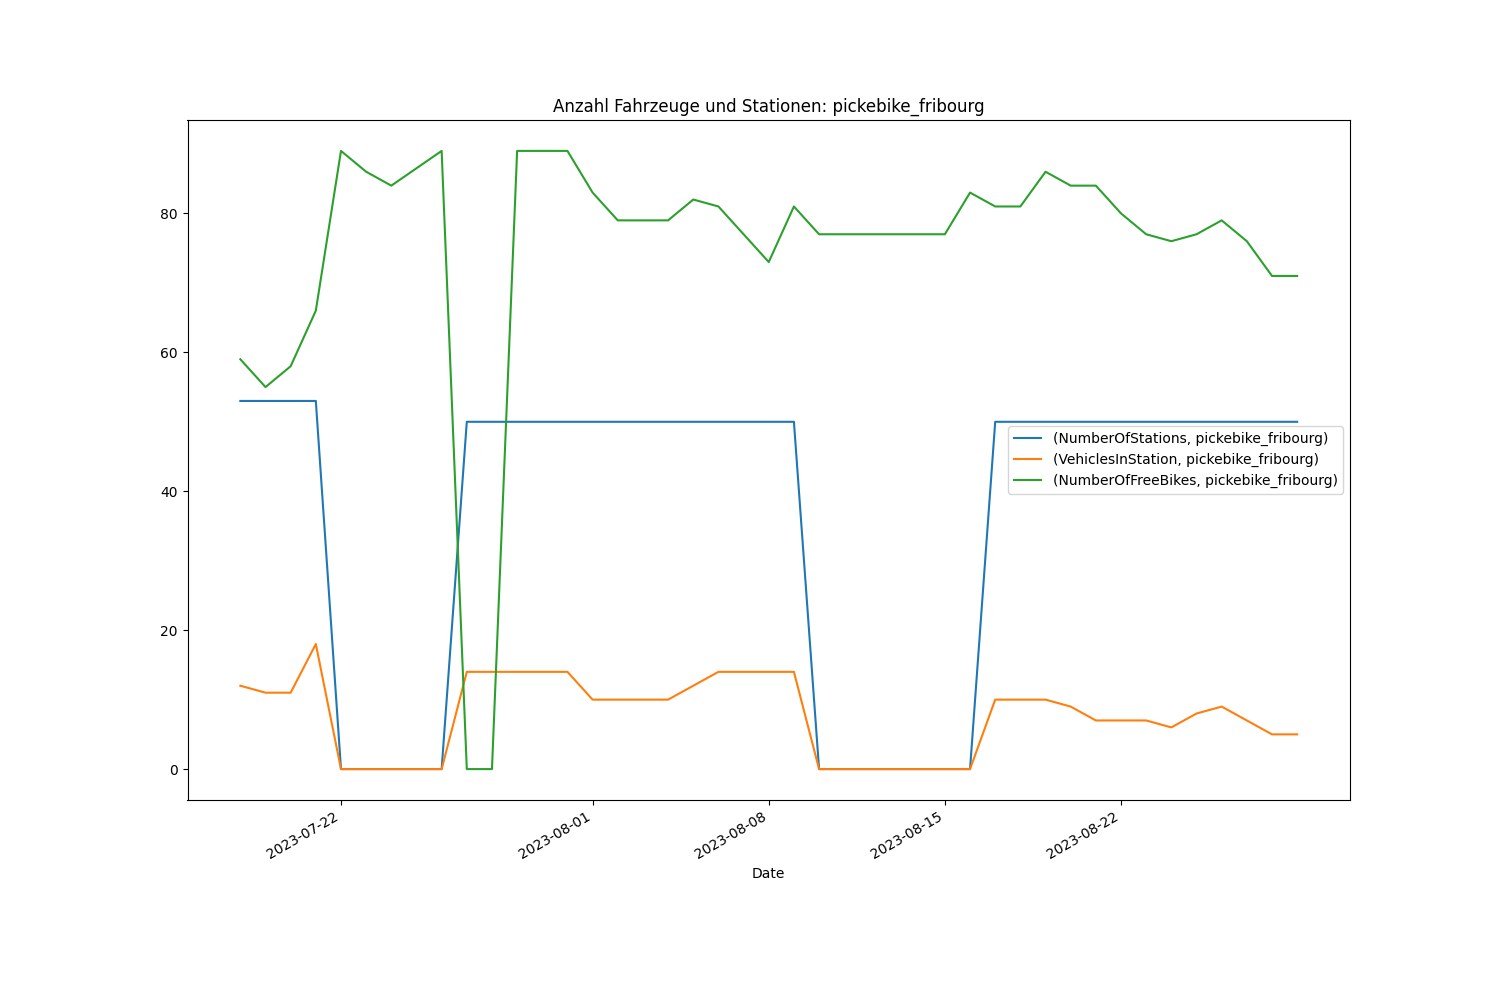 Anzahl Fahrzeuge und Stationen: pickebike_fribourg
80
60
40
20
0
(NumberOfStations, pickebike_fribourg)
(VehiclesInStation, pickebike_fribourg)
(NumberOfFreeBikes, pickebike_fribourg)
2023-07-22
2023-08-01
2023-08-08
2023-08-15
2023-08-22
Date